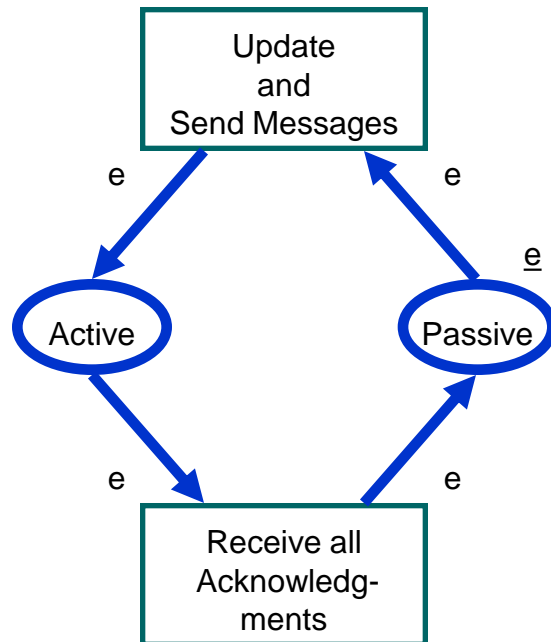 Update
and
Send Messages
e
e
e
Active
Passive
e
e
Receive all
Acknowledg-
ments